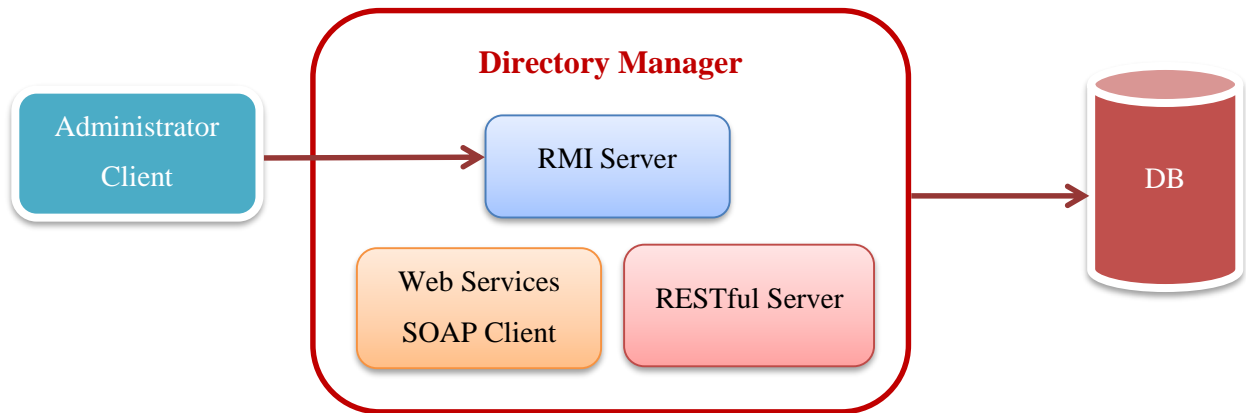 Directory Manager
Administrator
Client
RMI Server
DB
Web Services
SOAP Client
RESTful Server